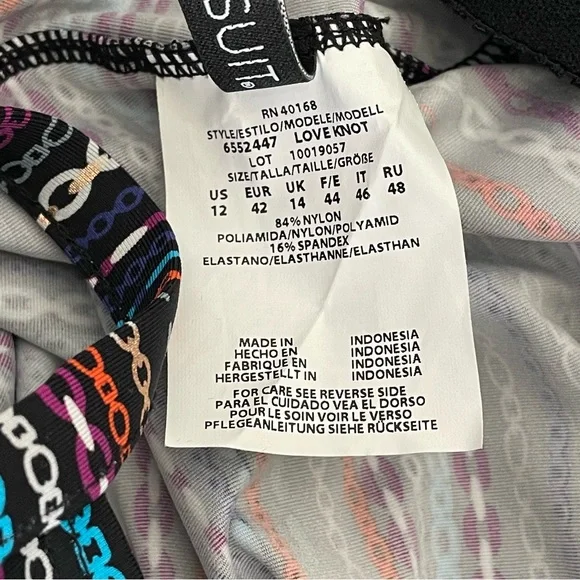 SUIT®
RN 40168
STYLE/ESTILO/MODELE/MODELL
6552447 LOVE KNOT
LOT 10019057
SIZE/TALLA/TAILLE/GRÖßE
US EUR UK F/E IT RU
12 42 14 44 46 48
84% NYLON
POLIAMIDA/NYLON/POLYAMID
16% SPANDEX
ELASTANO/ELASTHANNE/ELASTHAN
MADE IN INDONESIA
HECHO EN INDONESIA
FABRIQUE EN INDONESIA
HERGESTELLT IN INDONESIA
FOR CARE SEE REVERSE SIDE
PARA EL CUIDADO VEA EL DORSO
POUR LE SOIN VOIR LE VERSO
PFLEGEANLEITUNG SIEHE RÜCKSEITE